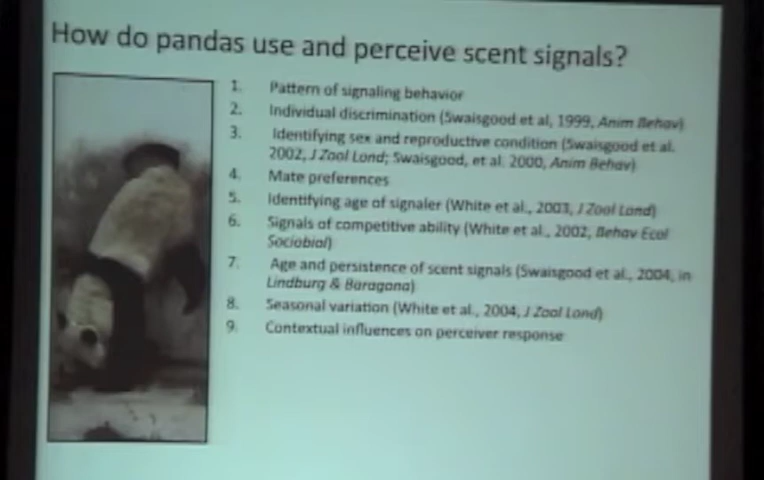 How do pandas use and perceive scent signals?
1. Pattern of signaling behavior
2. Individual discrimination (Swaisgood et al, 1999, Anim Behav)
3. Identifying sex and reproductive condition (Swaisgood et al.
2002, J Zool Lond; Swaisgood, et al. 2000, Anim Behav)
4. Mate preferences
5. Identifying age of signaler (White et al., 2003, J Zool Lond)
6. Signals of competitive ability (White et al., 2002, Behav Ecol
Sociobiol)
7. Age and persistence of scent signals (Swaisgood et al., 2004, in
Lindburg & Baragona)
8. Seasonal variation (White et al., 2004, J Zool Lond)
9. Contextual influences on perceiver response